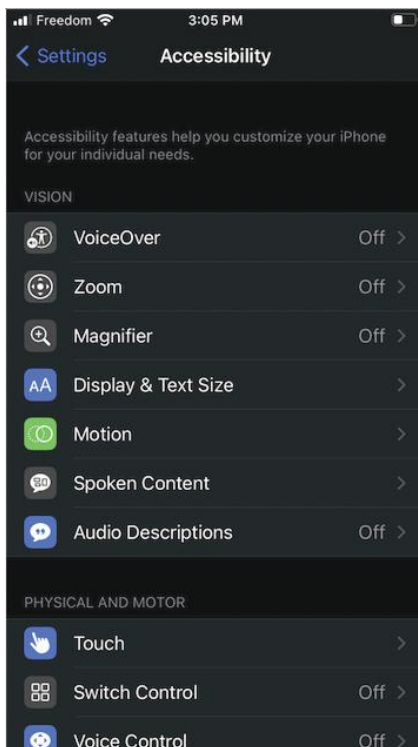 Freedom 3:05 PM
Settings Accessibility
Accessibility features help you customize your iPhone
for your individual needs.
VISION
VoiceOver Off
Zoom Off
Magnifier Off
AA Display & Text Size
Motion
Spoken Content
Audio Descriptions Off
PHYSICAL AND MOTOR
Touch
Switch Control Off
Voice Control Off